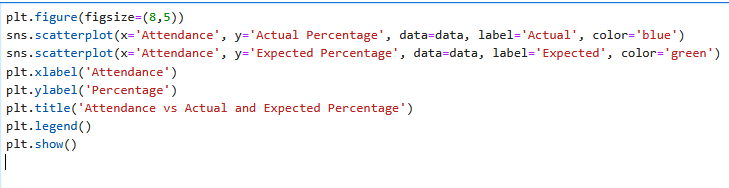 plt.figure(figsize=(8,5))
sns.scatterplot(x='Attendance', y='Actual Percentage', data=data, label='Actual', color='blue')
sns.scatterplot(x='Attendance', y='Expected Percentage', data=data, label='Expected', color='green')
plt.xlabel('Attendance')
plt.ylabel('Percentage')
plt.title('Attendance vs Actual and Expected Percentage')
plt.legend()
plt.show()